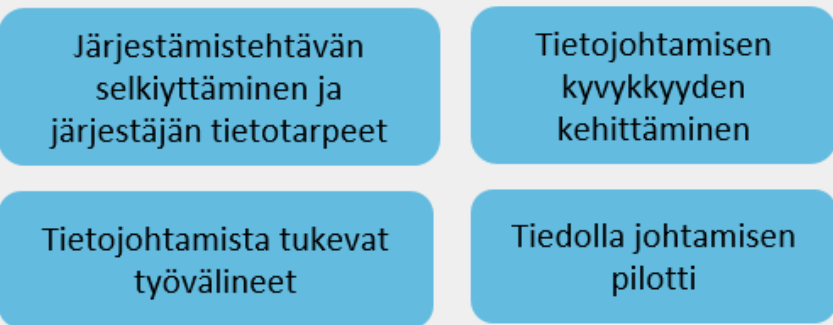 Järjestämistehtävän
selkiyttäminen ja
järjestäjän tietotarpeet
Tietojohtamisen
kyvykkyyden
kehittäminen
Tietojohtamista tukevat
työvälineet
Tiedolla johtamisen
pilotti